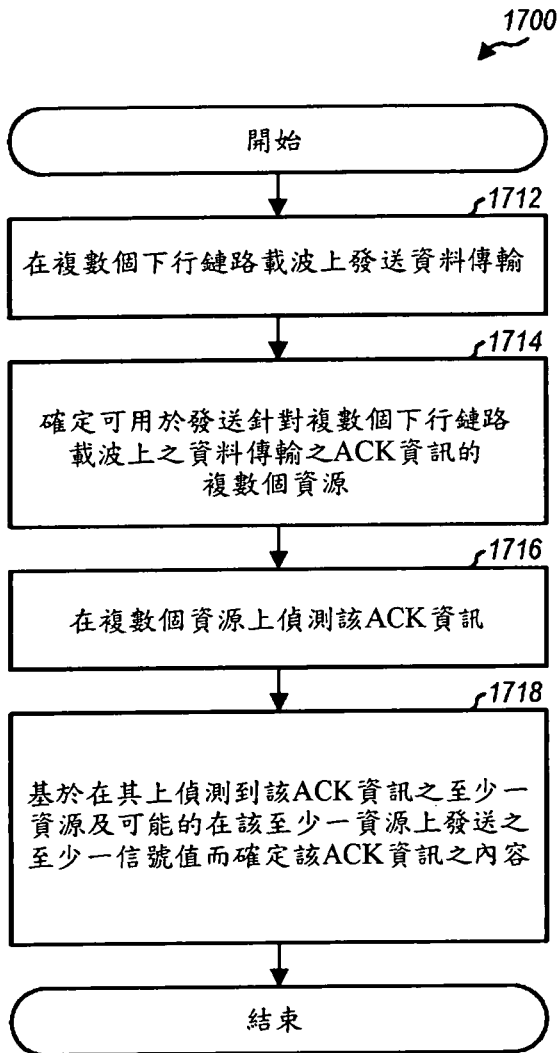 1700
開始
1712
在複數個下行鏈路載波上發送資料傳輸
1714
確定可用於發送針對複數個下行鏈路
載波上之資料傳輸之ACK資訊的
複數個資源
1716
在複數個資源上偵測該ACK資訊
1718
基於在其上偵測到該ACK資訊之至少一
資源及可能的在該至少一資源上發送之
至少一信號值而確定該ACK資訊之內容
結束